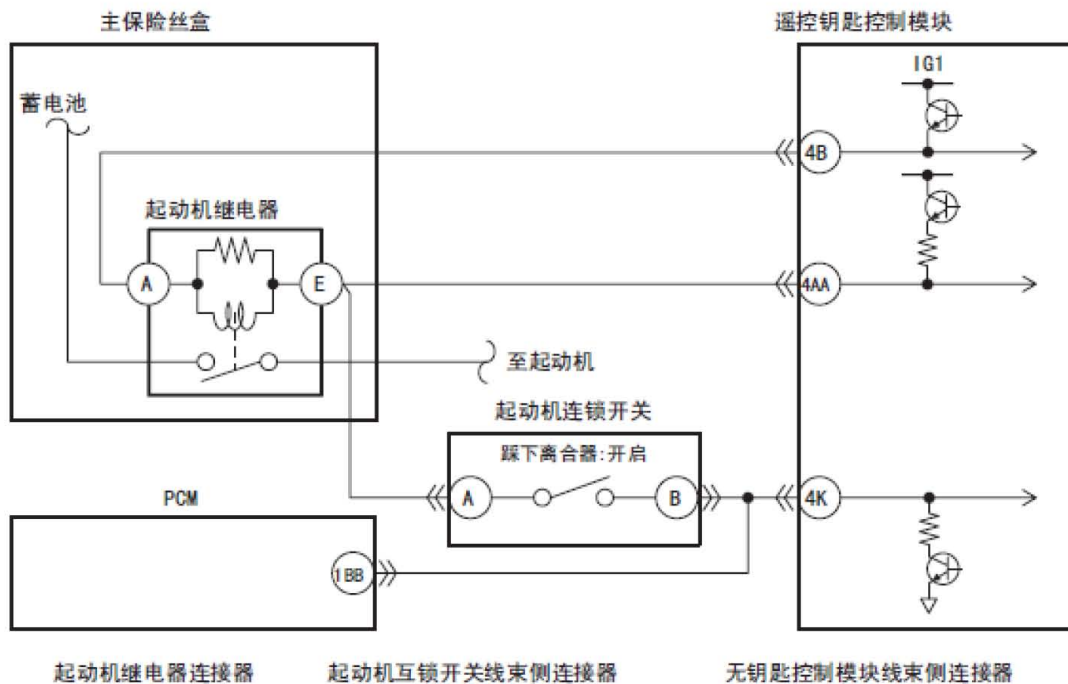 主保险丝盒
遥控钥匙控制模块
IG1
蓄电池
4B
起动机继电器
A
E
4AA
至起动机
起动机连锁开关
踩下离合器:开启
PCM
A
B
4K
1BB
起动机继电器连接器
起动机互锁开关线束侧连接器
无钥匙控制模块线束侧连接器